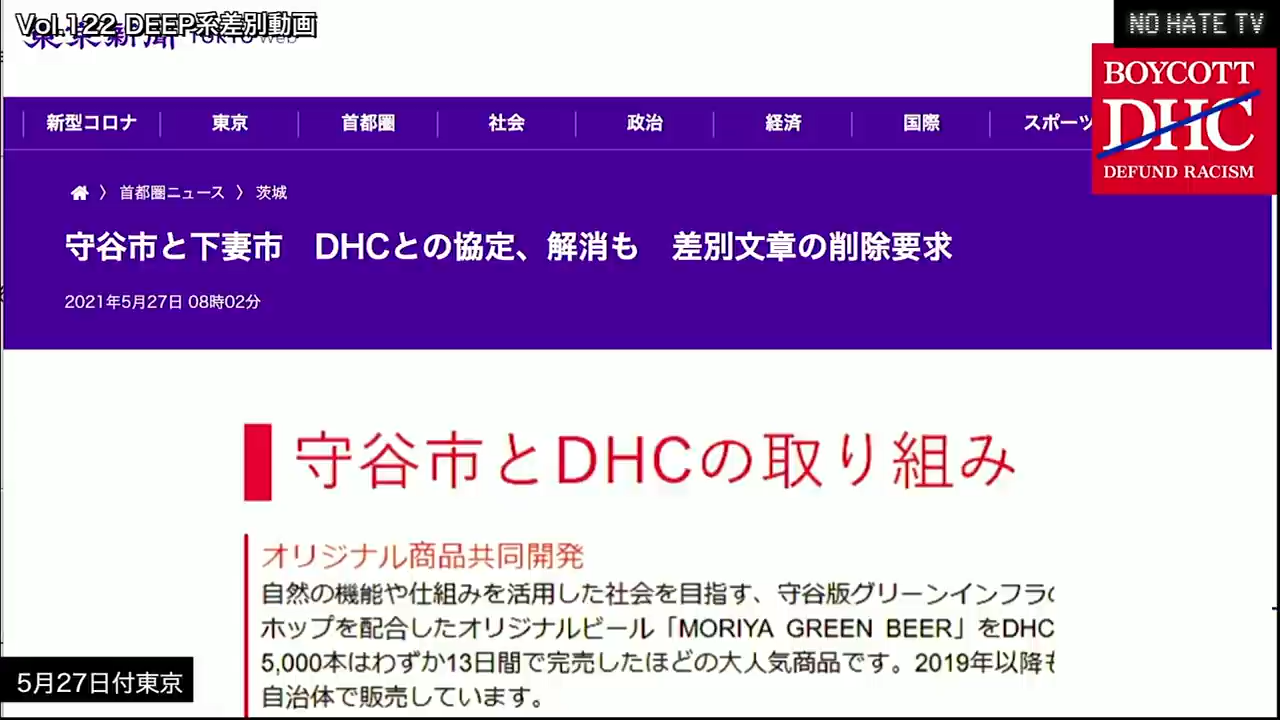 Vol.122 DEEP系差別動画
東京新聞 TOKYO Web
NO HATE TV
BOYCOTT
DHC
DEFUND RACISM
新型コロナ 東京 首都圏 社会 政治 経済 国際 スポーツ
首都圏ニュース 〉 茨城
守谷市と下妻市 DHCとの協定、解消も 差別文章の削除要求
2021年5月27日 08時02分
守谷市とDHCの取り組み
オリジナル商品共同開発
自然の機能や仕組みを活用した社会を目指す、守谷版グリーンインフラ
ホップを配合したオリジナルビール「MORIYA GREEN BEER」をDHC
5,000本はわずか13日間で完売したほどの大人気商品です。2019年以降も
自治体で販売しています。
5月27日付東京